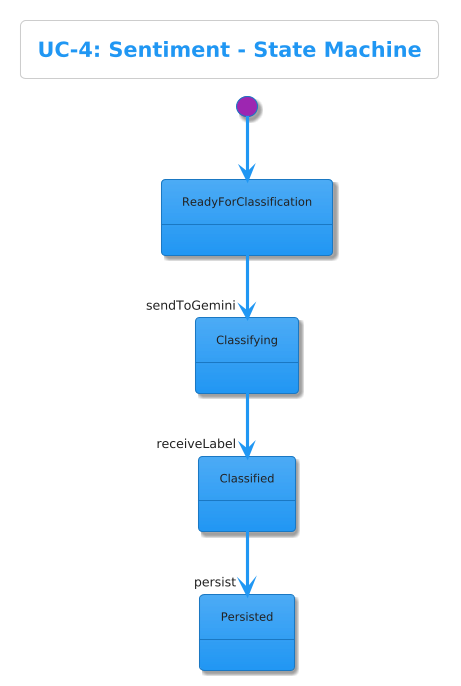 UC-4: Sentiment - State Machine
ReadyForClassification
sendToGemini
Classifying
receiveLabel
Classified
persist
Persisted